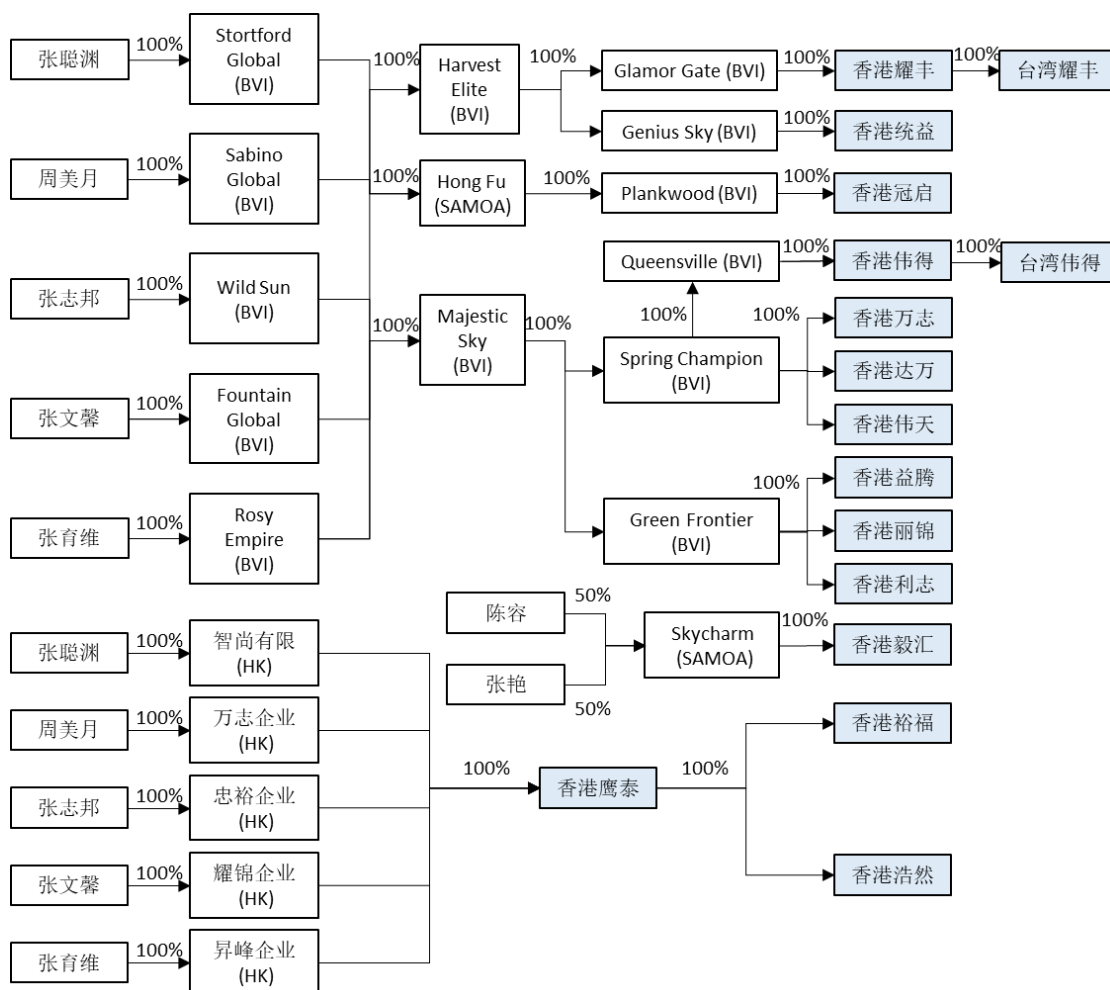 张聪渊
100%
Stortford
Global
(BVI)
100%
Harvest
Elite
(BVI)
100%
Glamor Gate (BVI)
100%
香港耀丰
100%
台湾耀丰
Genius Sky (BVI)
100%
香港统益
周美月
100%
Sabino
Global
(BVI)
100%
Hong Fu
(SAMOA)
100%
Plankwood (BVI)
100%
香港冠启
Queensville (BVI)
100%
香港伟得
100%
台湾伟得
张志邦
100%
Wild Sun
(BVI)
100%
Majestic
Sky
(BVI)
100%
100%
Spring Champion
(BVI)
100%
香港万志
香港达万
香港伟天
张文馨
100%
Fountain
Global
(BVI)
张育维
100%
Rosy
Empire
(BVI)
Green Frontier
(BVI)
100%
香港益腾
香港丽锦
香港利志
陈容
50%
张艳
50%
Skycharm
(SAMOA)
100%
香港毅汇
张聪渊
100%
智尚有限
(HK)
周美月
100%
万志企业
(HK)
张志邦
100%
忠裕企业
(HK)
100%
香港鹰泰
100%
香港裕福
香港浩然
张文馨
100%
耀锦企业
(HK)
张育维
100%
昇峰企业
(HK)